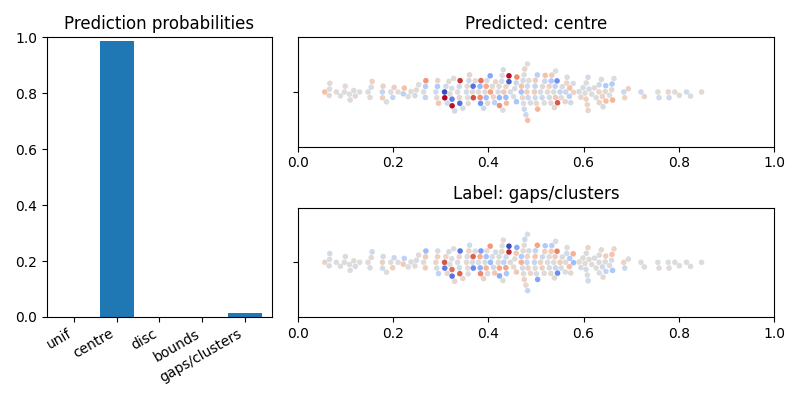 Prediction probabilities
1.0
0.8
0.6
0.4
0.2
0.0
unif
centre
disc
bounds
gaps/clusters
Predicted: centre
0.0 0.2 0.4 0.6 0.8 1.0
Label: gaps/clusters
0.0 0.2 0.4 0.6 0.8 1.0